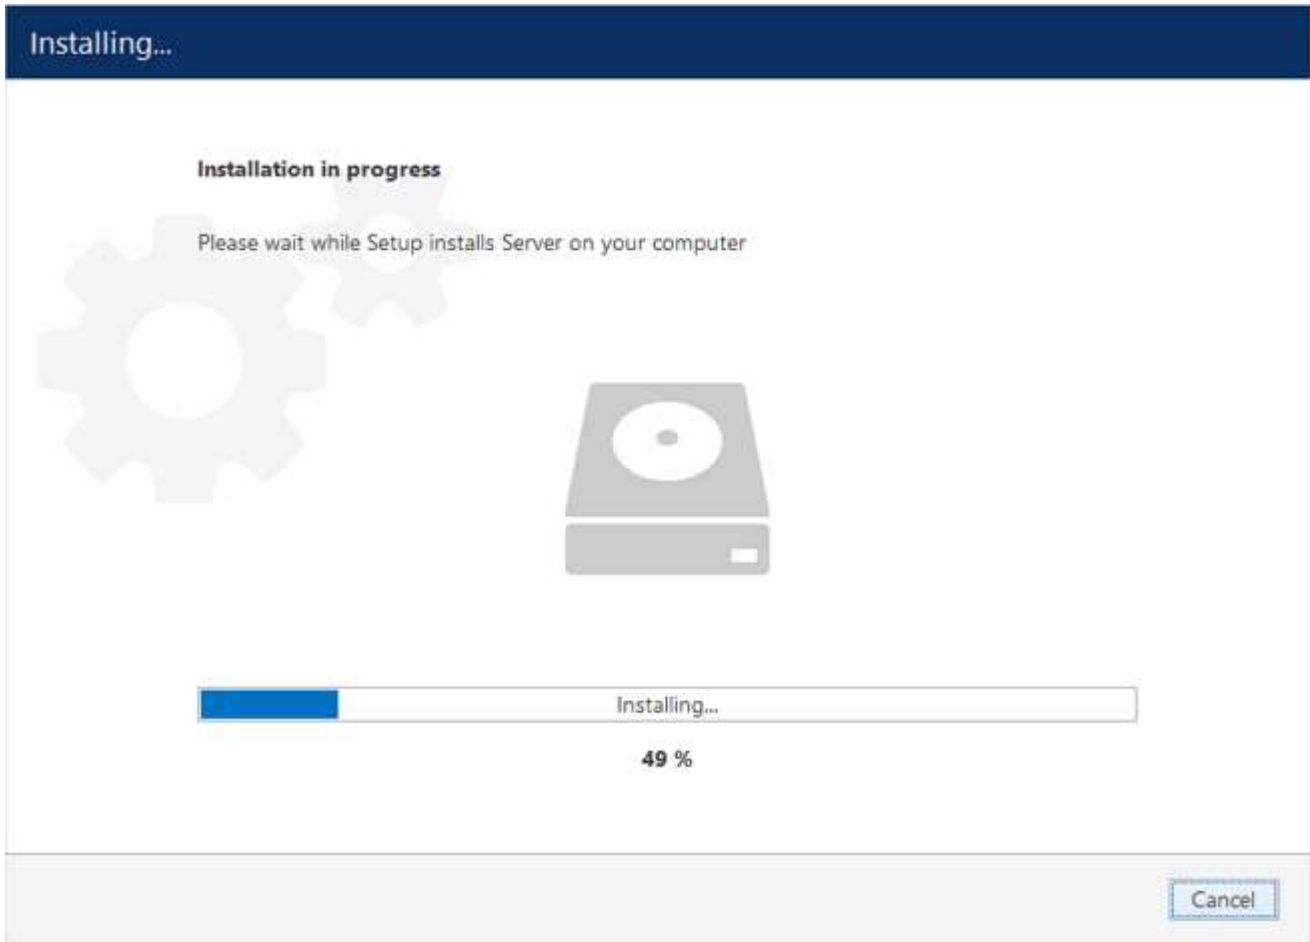 Installing...
Installation in progress
Please wait while Setup installs Server on your computer
Installing...
49 %
Cancel